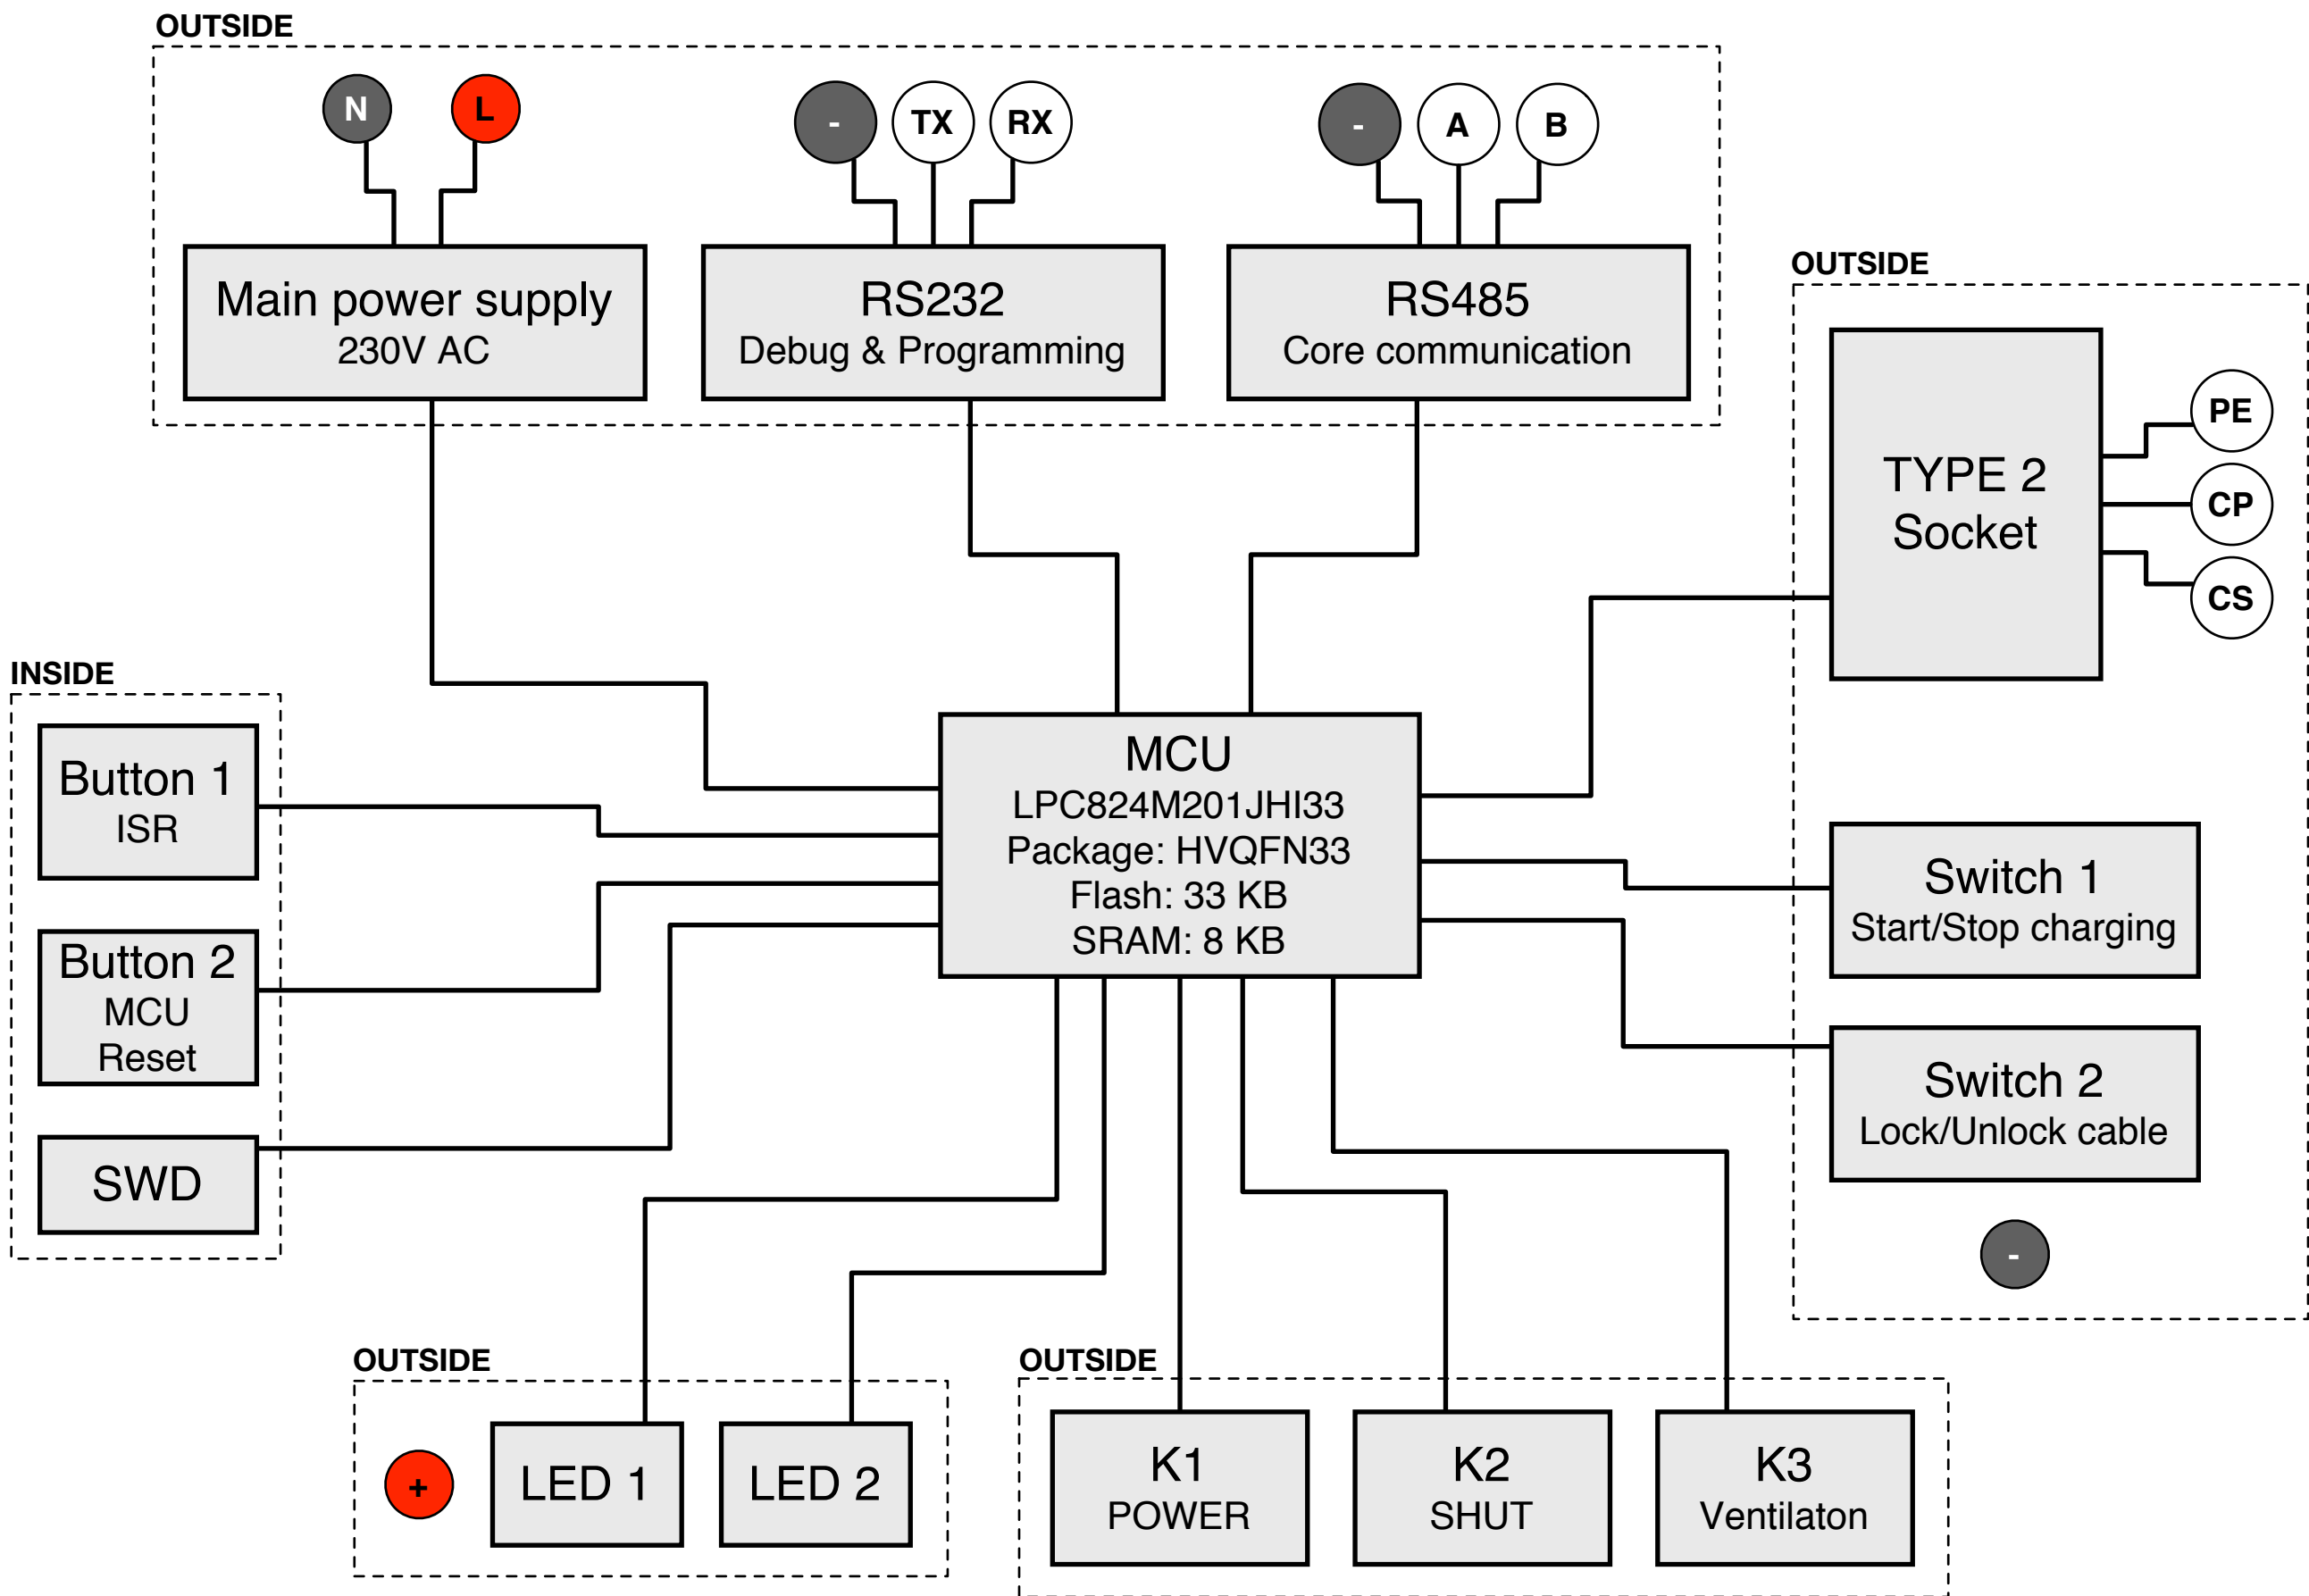 OUTSIDE
N
L
-
TX
RX
-
A
B
Main power supply
230V AC
RS232
Debug & Programming
RS485
Core communication
OUTSIDE
TYPE 2
Socket
PE
CP
CS
INSIDE
Button 1
ISR
Button 2
MCU
Reset
SWD
MCU
LPC824M201JHI33
Package: HVQFN33
Flash: 33 KB
SRAM: 8 KB
Switch 1
Start/Stop charging
Switch 2
Lock/Unlock cable
-
OUTSIDE
+
LED 1
LED 2
OUTSIDE
K1
POWER
K2
SHUT
K3
Ventilaton